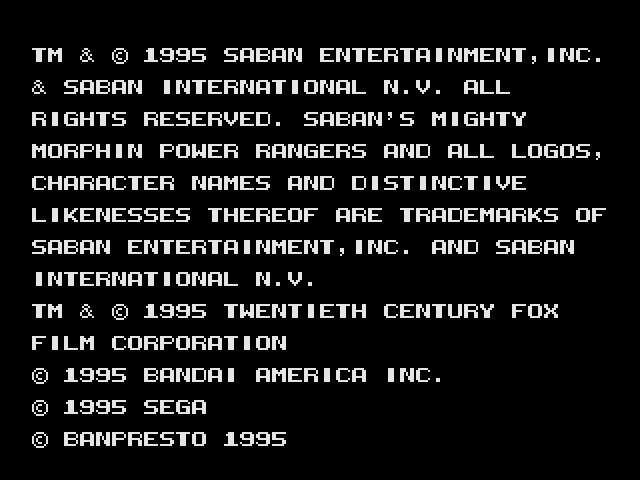 TM & © 1995 SABAN ENTERTAINMENT,INC.
& SABAN INTERNATIONAL N.V. ALL
RIGHTS RESERVED. SABAN'S MIGHTY
MORPHIN POWER RANGERS AND ALL LOGOS,
CHARACTER NAMES AND DISTINCTIVE
LIKENESSES THEREOF ARE TRADEMARKS OF
SABAN ENTERTAINMENT,INC. AND SABAN
INTERNATIONAL N.V.
TM & © 1995 TWENTIETH CENTURY FOX
FILM CORPORATION
© 1995 BANDAI AMERICA INC.
© 1995 SEGA
© BANPRESTO 1995